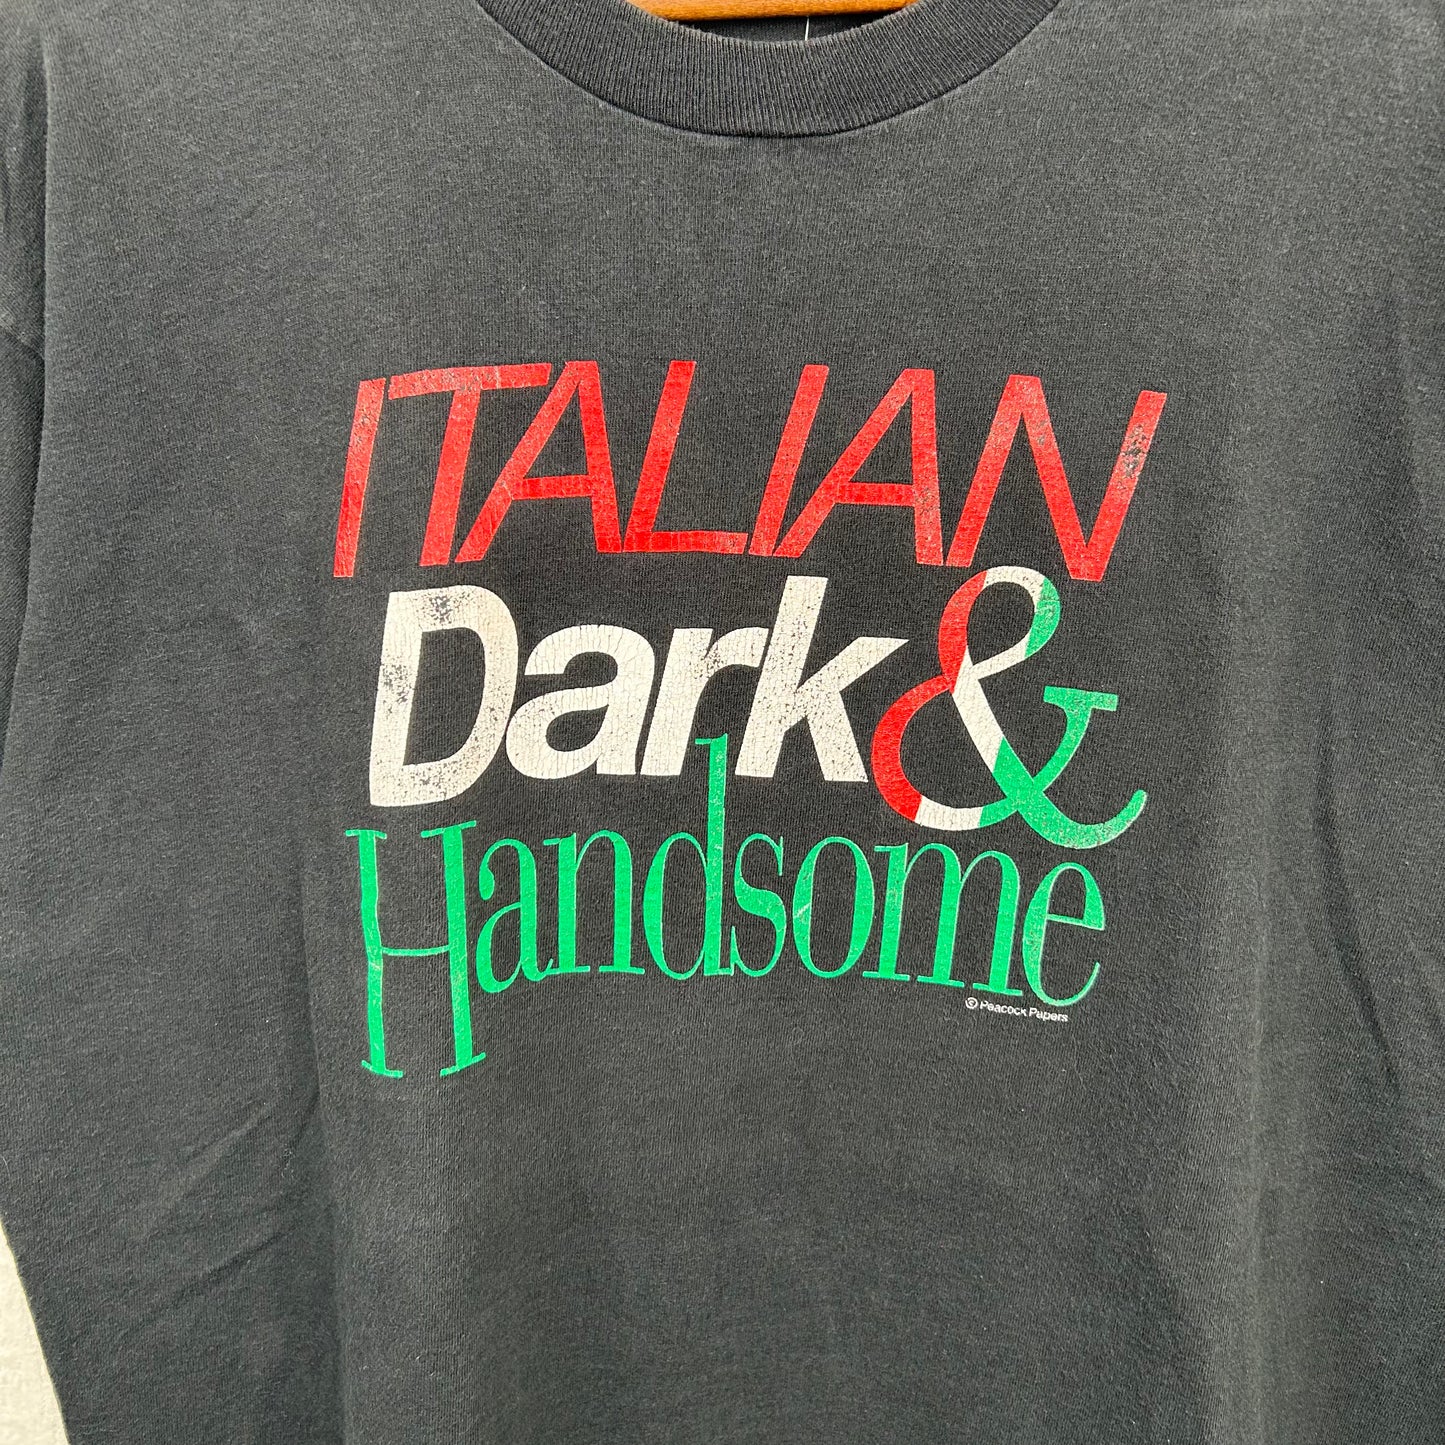 ITALIAN
Dark &
Handsome
© Peacock Papers